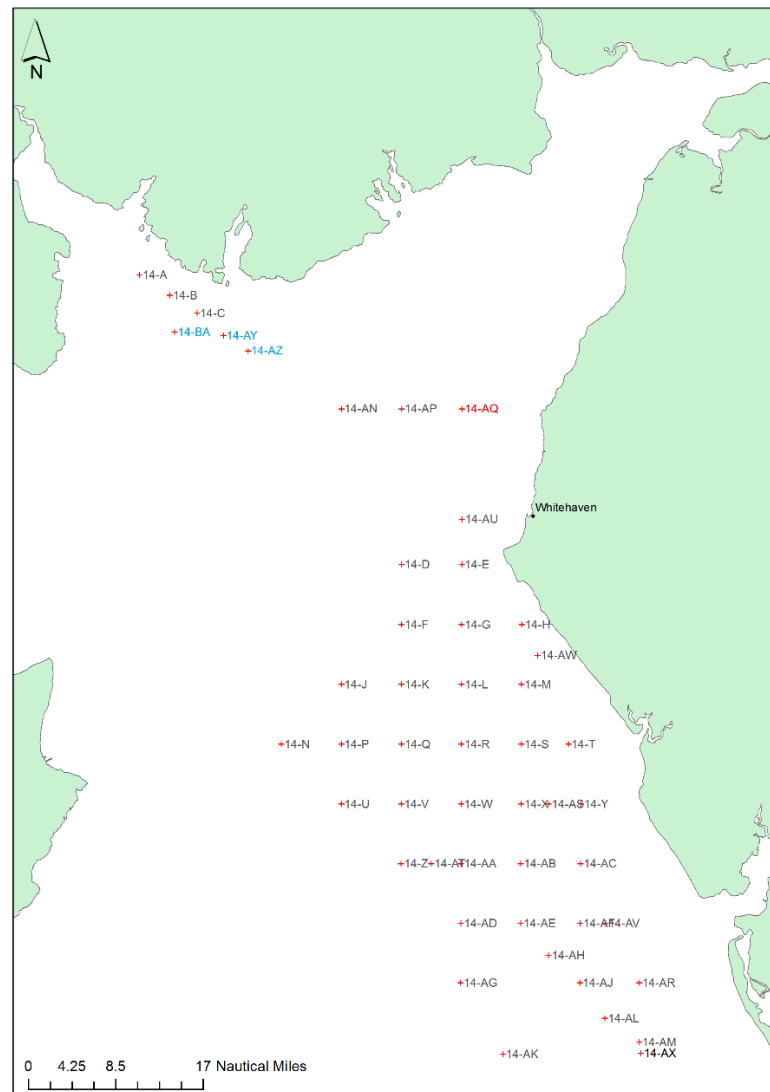 N
+14-A
+14-B
+14-C
+14-BA
+14-AY
+14-AZ
+14-AN +14-AP +14-AQ
Whitehaven
+14-AU
+14-D +14-E
+14-F +14-G +14-H
+14-AW
+14-J +14-K +14-L +14-M
+14-N +14-P +14-Q +14-R +14-S +14-T
+14-U +14-V +14-W +14-X +14-AS +14-Y
+14-Z +14-AT +14-AA +14-AB +14-AC
+14-AD +14-AE +14-AF +14-AV
+14-AH
+14-AG +14-AJ +14-AR
+14-AL
+14-AM
+14-AK +14-AX
0 4.25 8.5 17 Nautical Miles